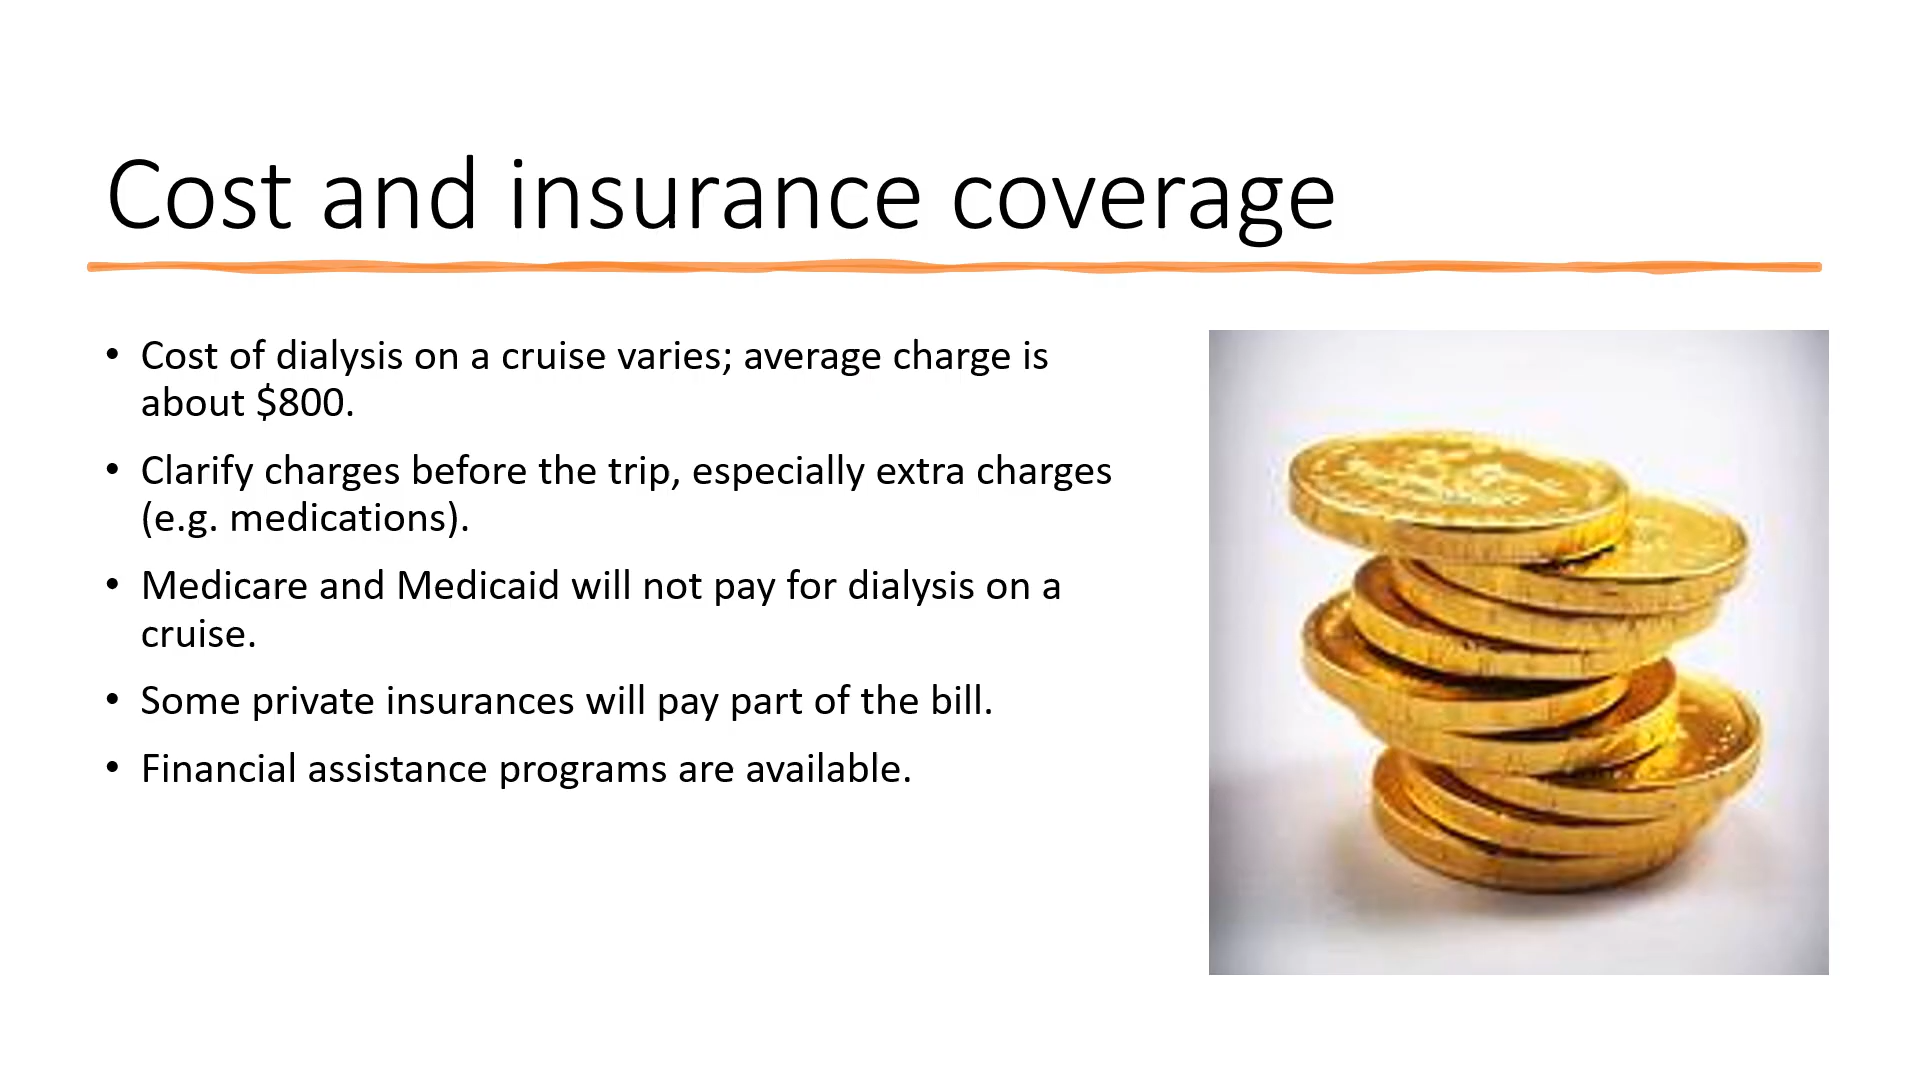 Cost and insurance coverage
• Cost of dialysis on a cruise varies; average charge is
about $800.
• Clarify charges before the trip, especially extra charges
(e.g. medications).
• Medicare and Medicaid will not pay for dialysis on a
cruise.
• Some private insurances will pay part of the bill.
• Financial assistance programs are available.